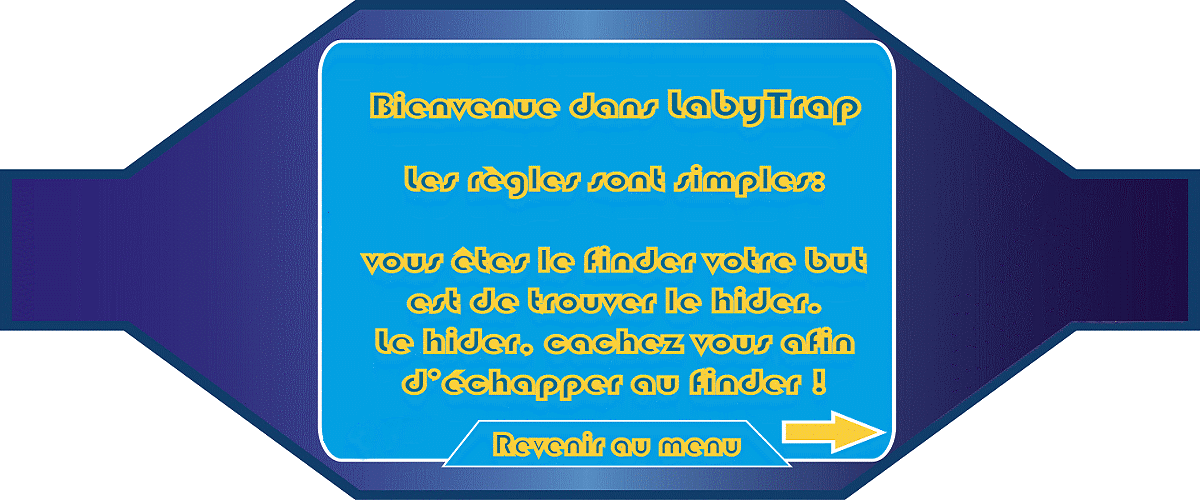 Bienvenue dans LabyTrap
Les règles sont simples:
vous êtes le finder votre but
est de trouver le hider.
Le hider, cachez vous afin
d'échapper au finder !
Revenir au menu